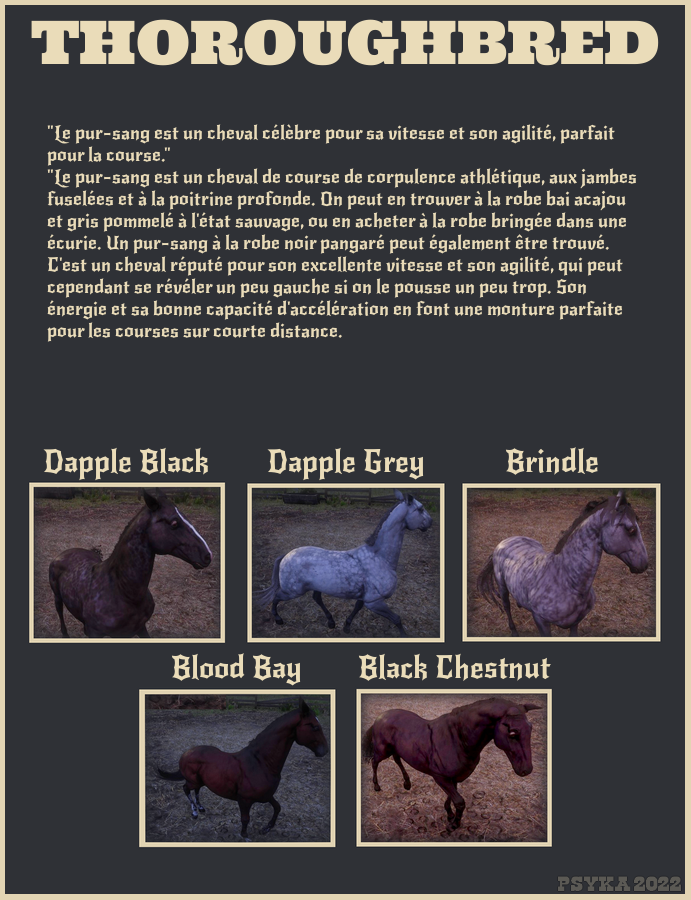 THOROUGHBRED
"Le pur-sang est un cheval célèbre pour sa vitesse et son agilité, parfait
pour la course."
"Le pur-sang est un cheval de course de corpulence athlétique, aux jambes
fuselées et à la poitrine profonde. On peut en trouver à la robe bai acajou
et gris pommelé à l'état sauvage, ou en acheter à la robe bringée dans une
écurie. Un pur-sang à la robe noir pangaré peut également être trouvé.
C'est un cheval réputé pour son excellente vitesse et son agilité, qui peut
cependant se révéler un peu gauche si on le pousse un peu trop. Son
énergie et sa bonne capacité d'accélération en font une monture parfaite
pour les courses sur courte distance.
Dapple Black Dapple Grey Brindle
Blood Bay Black Chestnut
PSYKA 2022